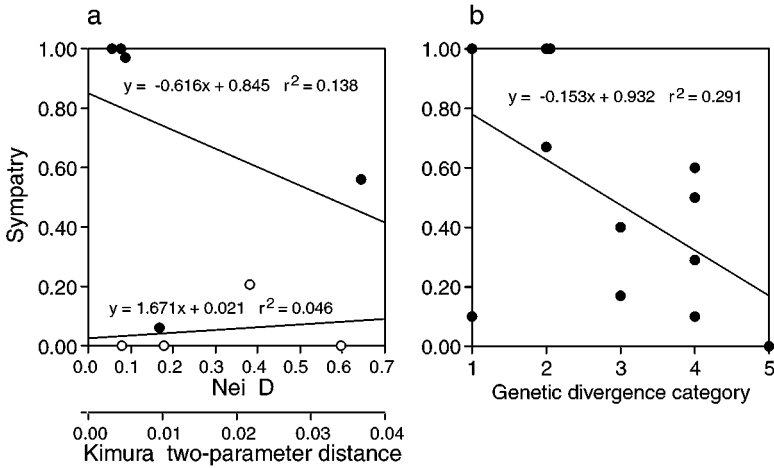 a
1.00
0.80
0.60
0.40
0.20
0.00
Sympatry
y = -0.616x + 0.845 r² = 0.138
y = 1.671x + 0.021 r² = 0.046
0.0 0.1 0.2 0.3 0.4 0.5 0.6 0.7
Nei D
0.00 0.01 0.02 0.03 0.04
Kimura two-parameter distance
b
1.00
0.80
0.60
0.40
0.20
0.00
y = -0.153x + 0.932 r² = 0.291
1 2 3 4 5
Genetic divergence category